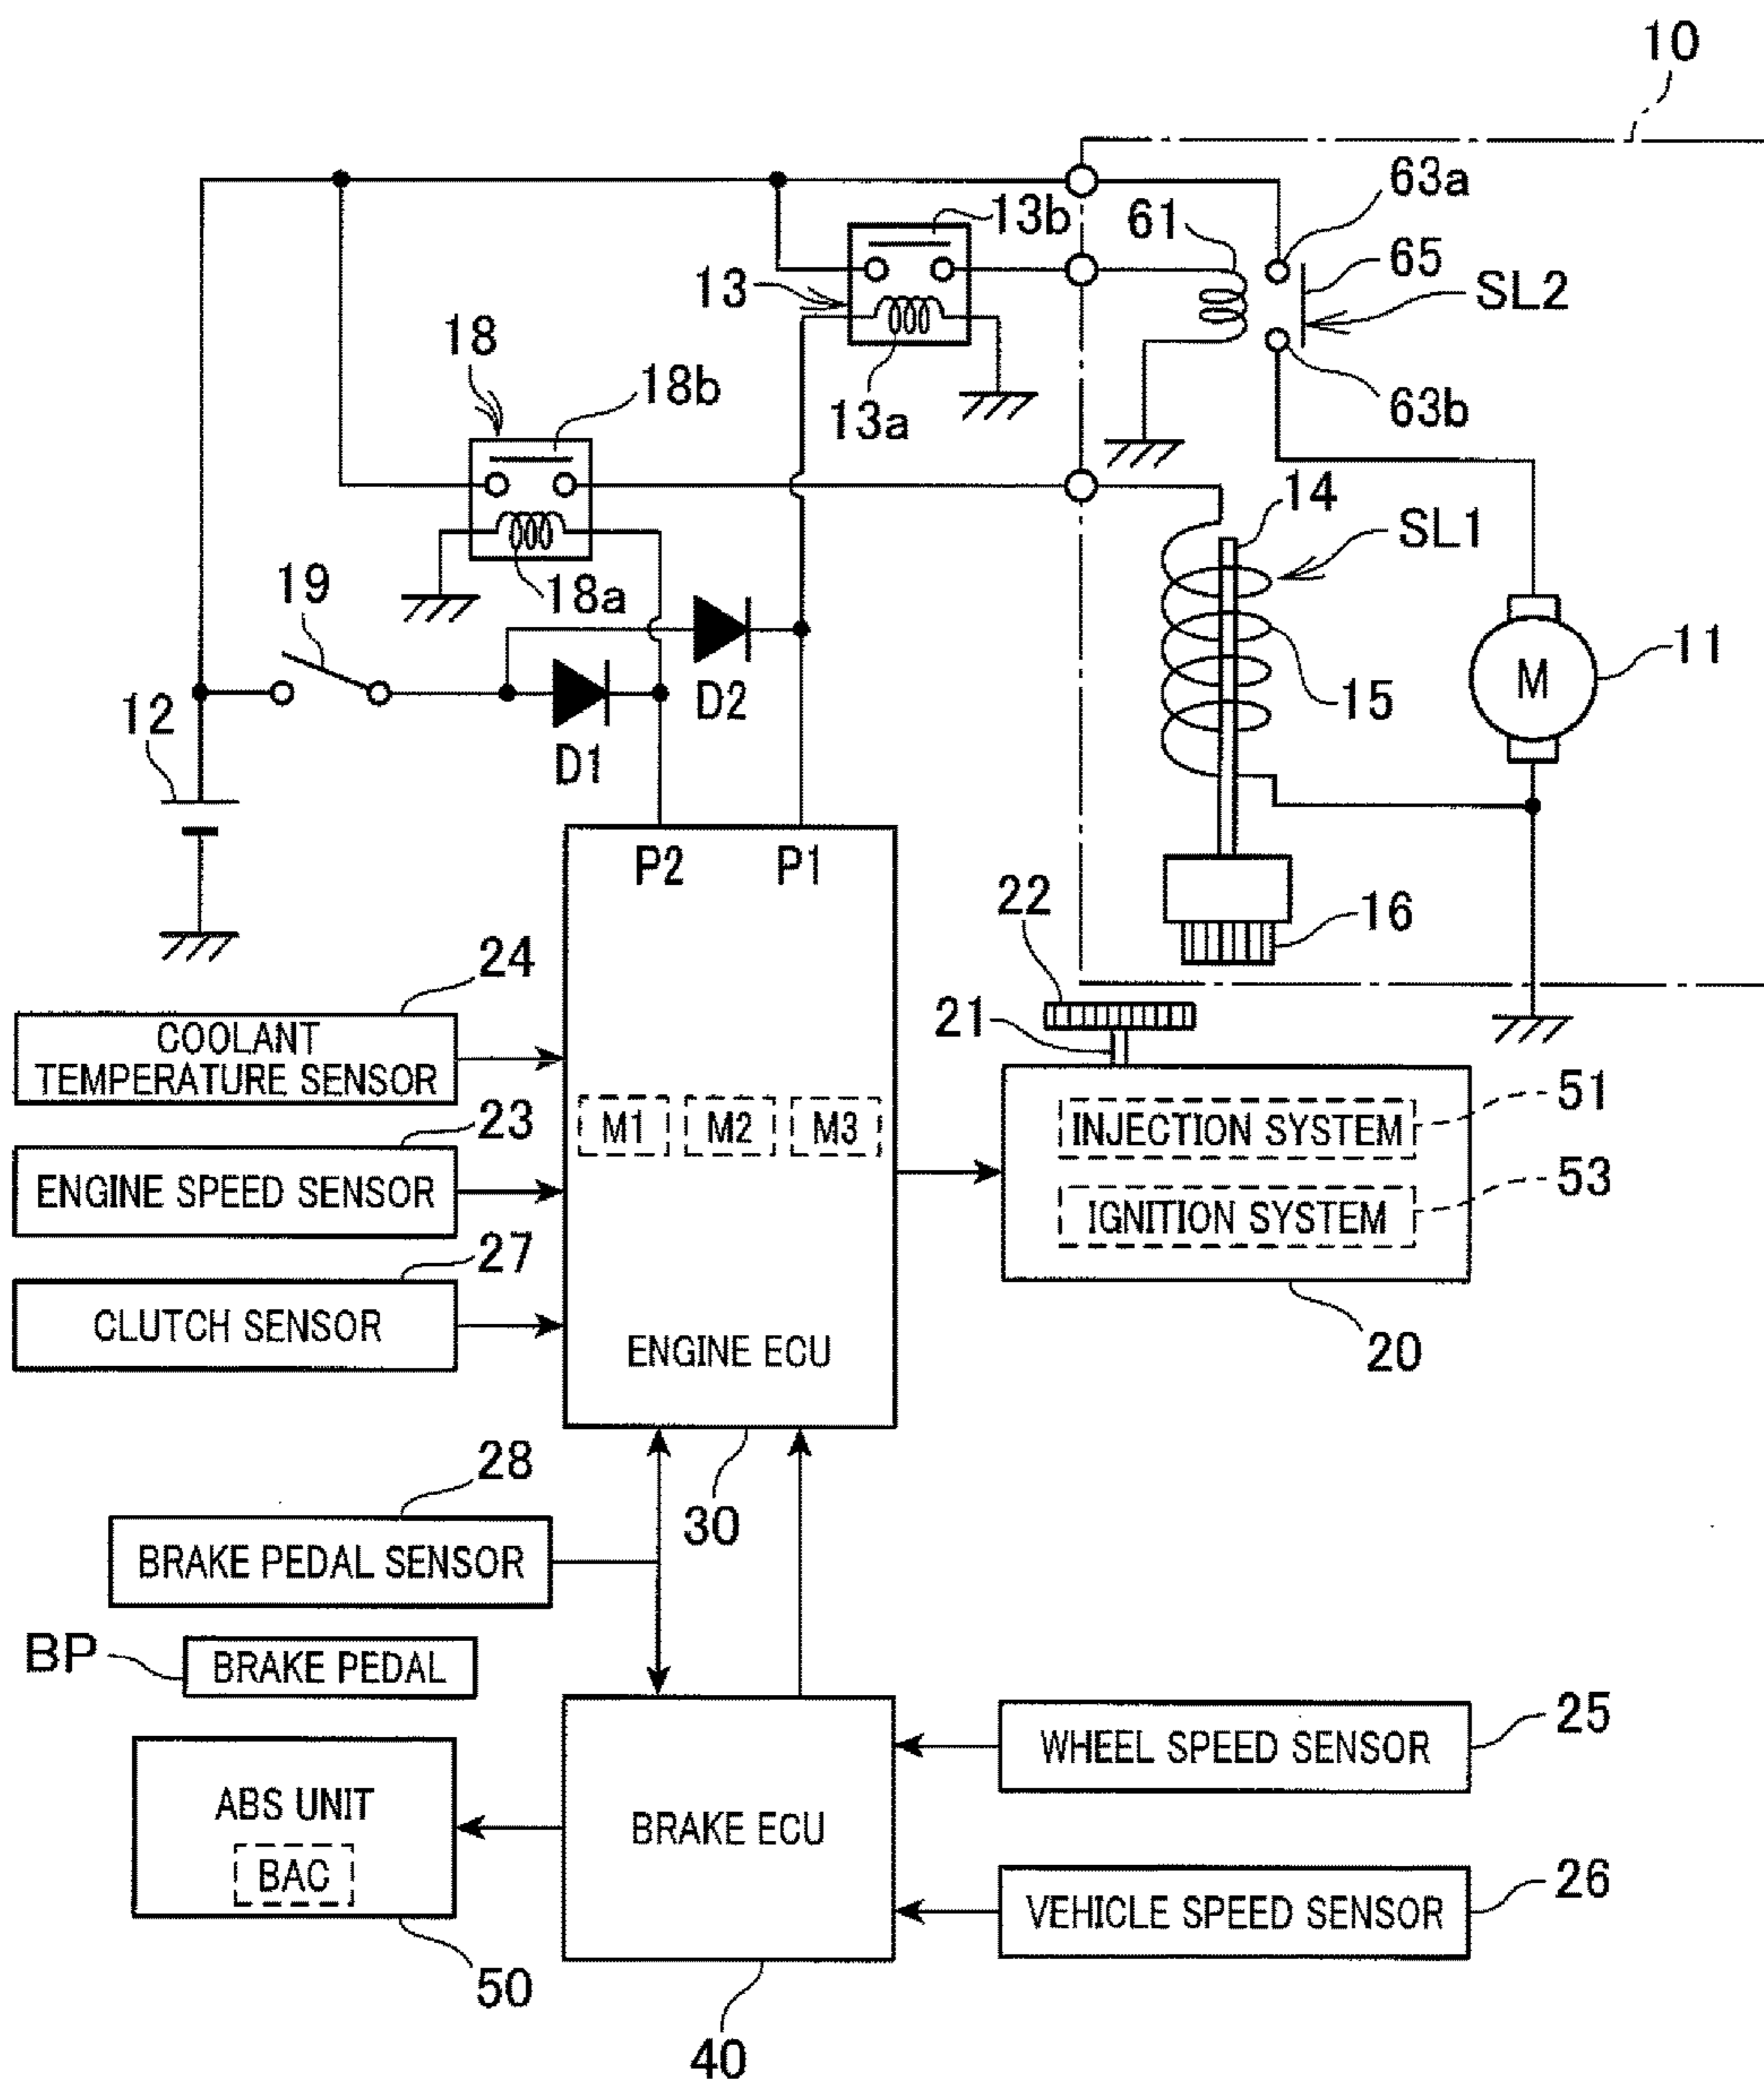 10
63a
13b
61
65
13
SL2
18
18b
13a
63b
14
SL1
19
18a
11
M
12
D2
15
D1
P2
P1
22
16
24
21
COOLANT
TEMPERATURE SENSOR
51
INJECTION SYSTEM
23
M1
M2
M3
ENGINE SPEED SENSOR
53
IGNITION SYSTEM
27
CLUTCH SENSOR
ENGINE ECU
20
28
30
BRAKE PEDAL SENSOR
BP
BRAKE PEDAL
25
WHEEL SPEED SENSOR
ABS UNIT
BRAKE ECU
BAC
26
VEHICLE SPEED SENSOR
50
40